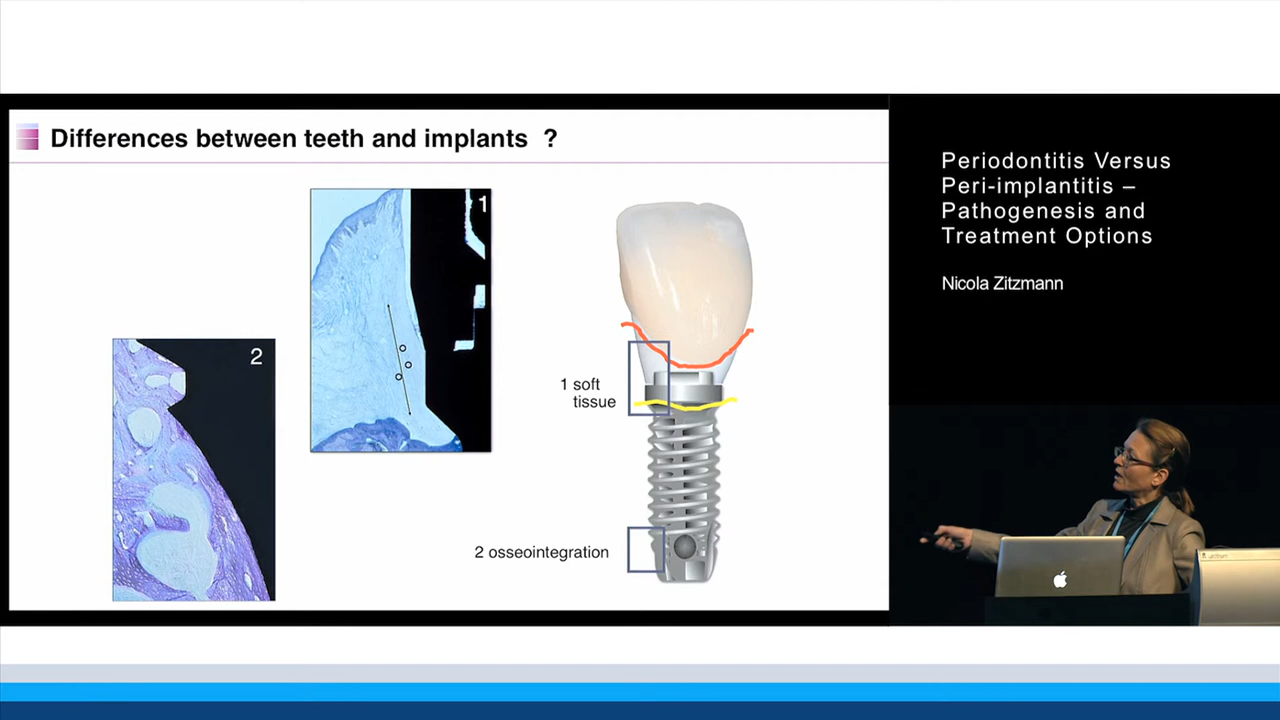 Differences between teeth and implants ?
1
2
1 soft
tissue
2 osseointegration
Periodontitis Versus
Peri-implantitis –
Pathogenesis and
Treatment Options
Nicola Zitzmann